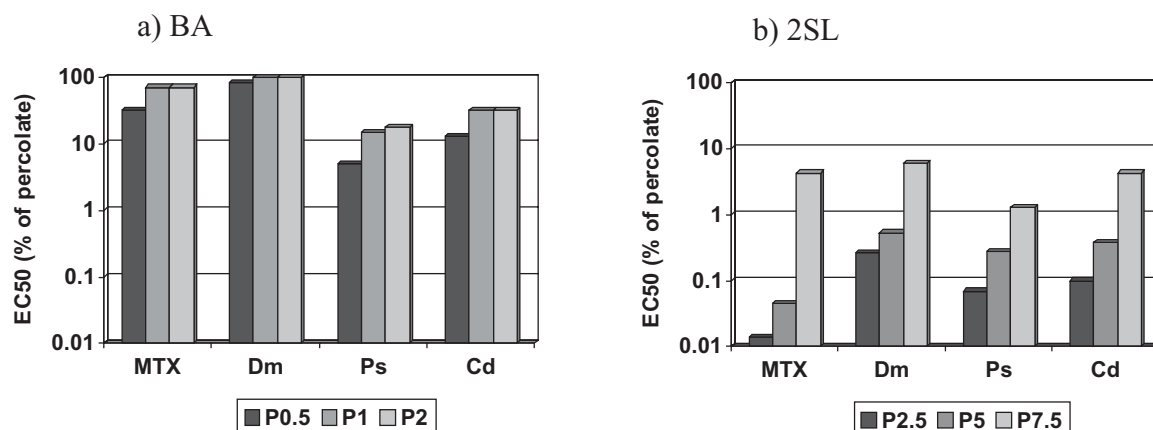 a) BA
EC50 (% of percolate)
100
10
1
0.1
0.01
MTX Dm Ps Cd
P0.5 P1 P2
b) 2SL
EC50 (% of percolate)
100
10
1
0.1
0.01
MTX Dm Ps Cd
P2.5 P5 P7.5